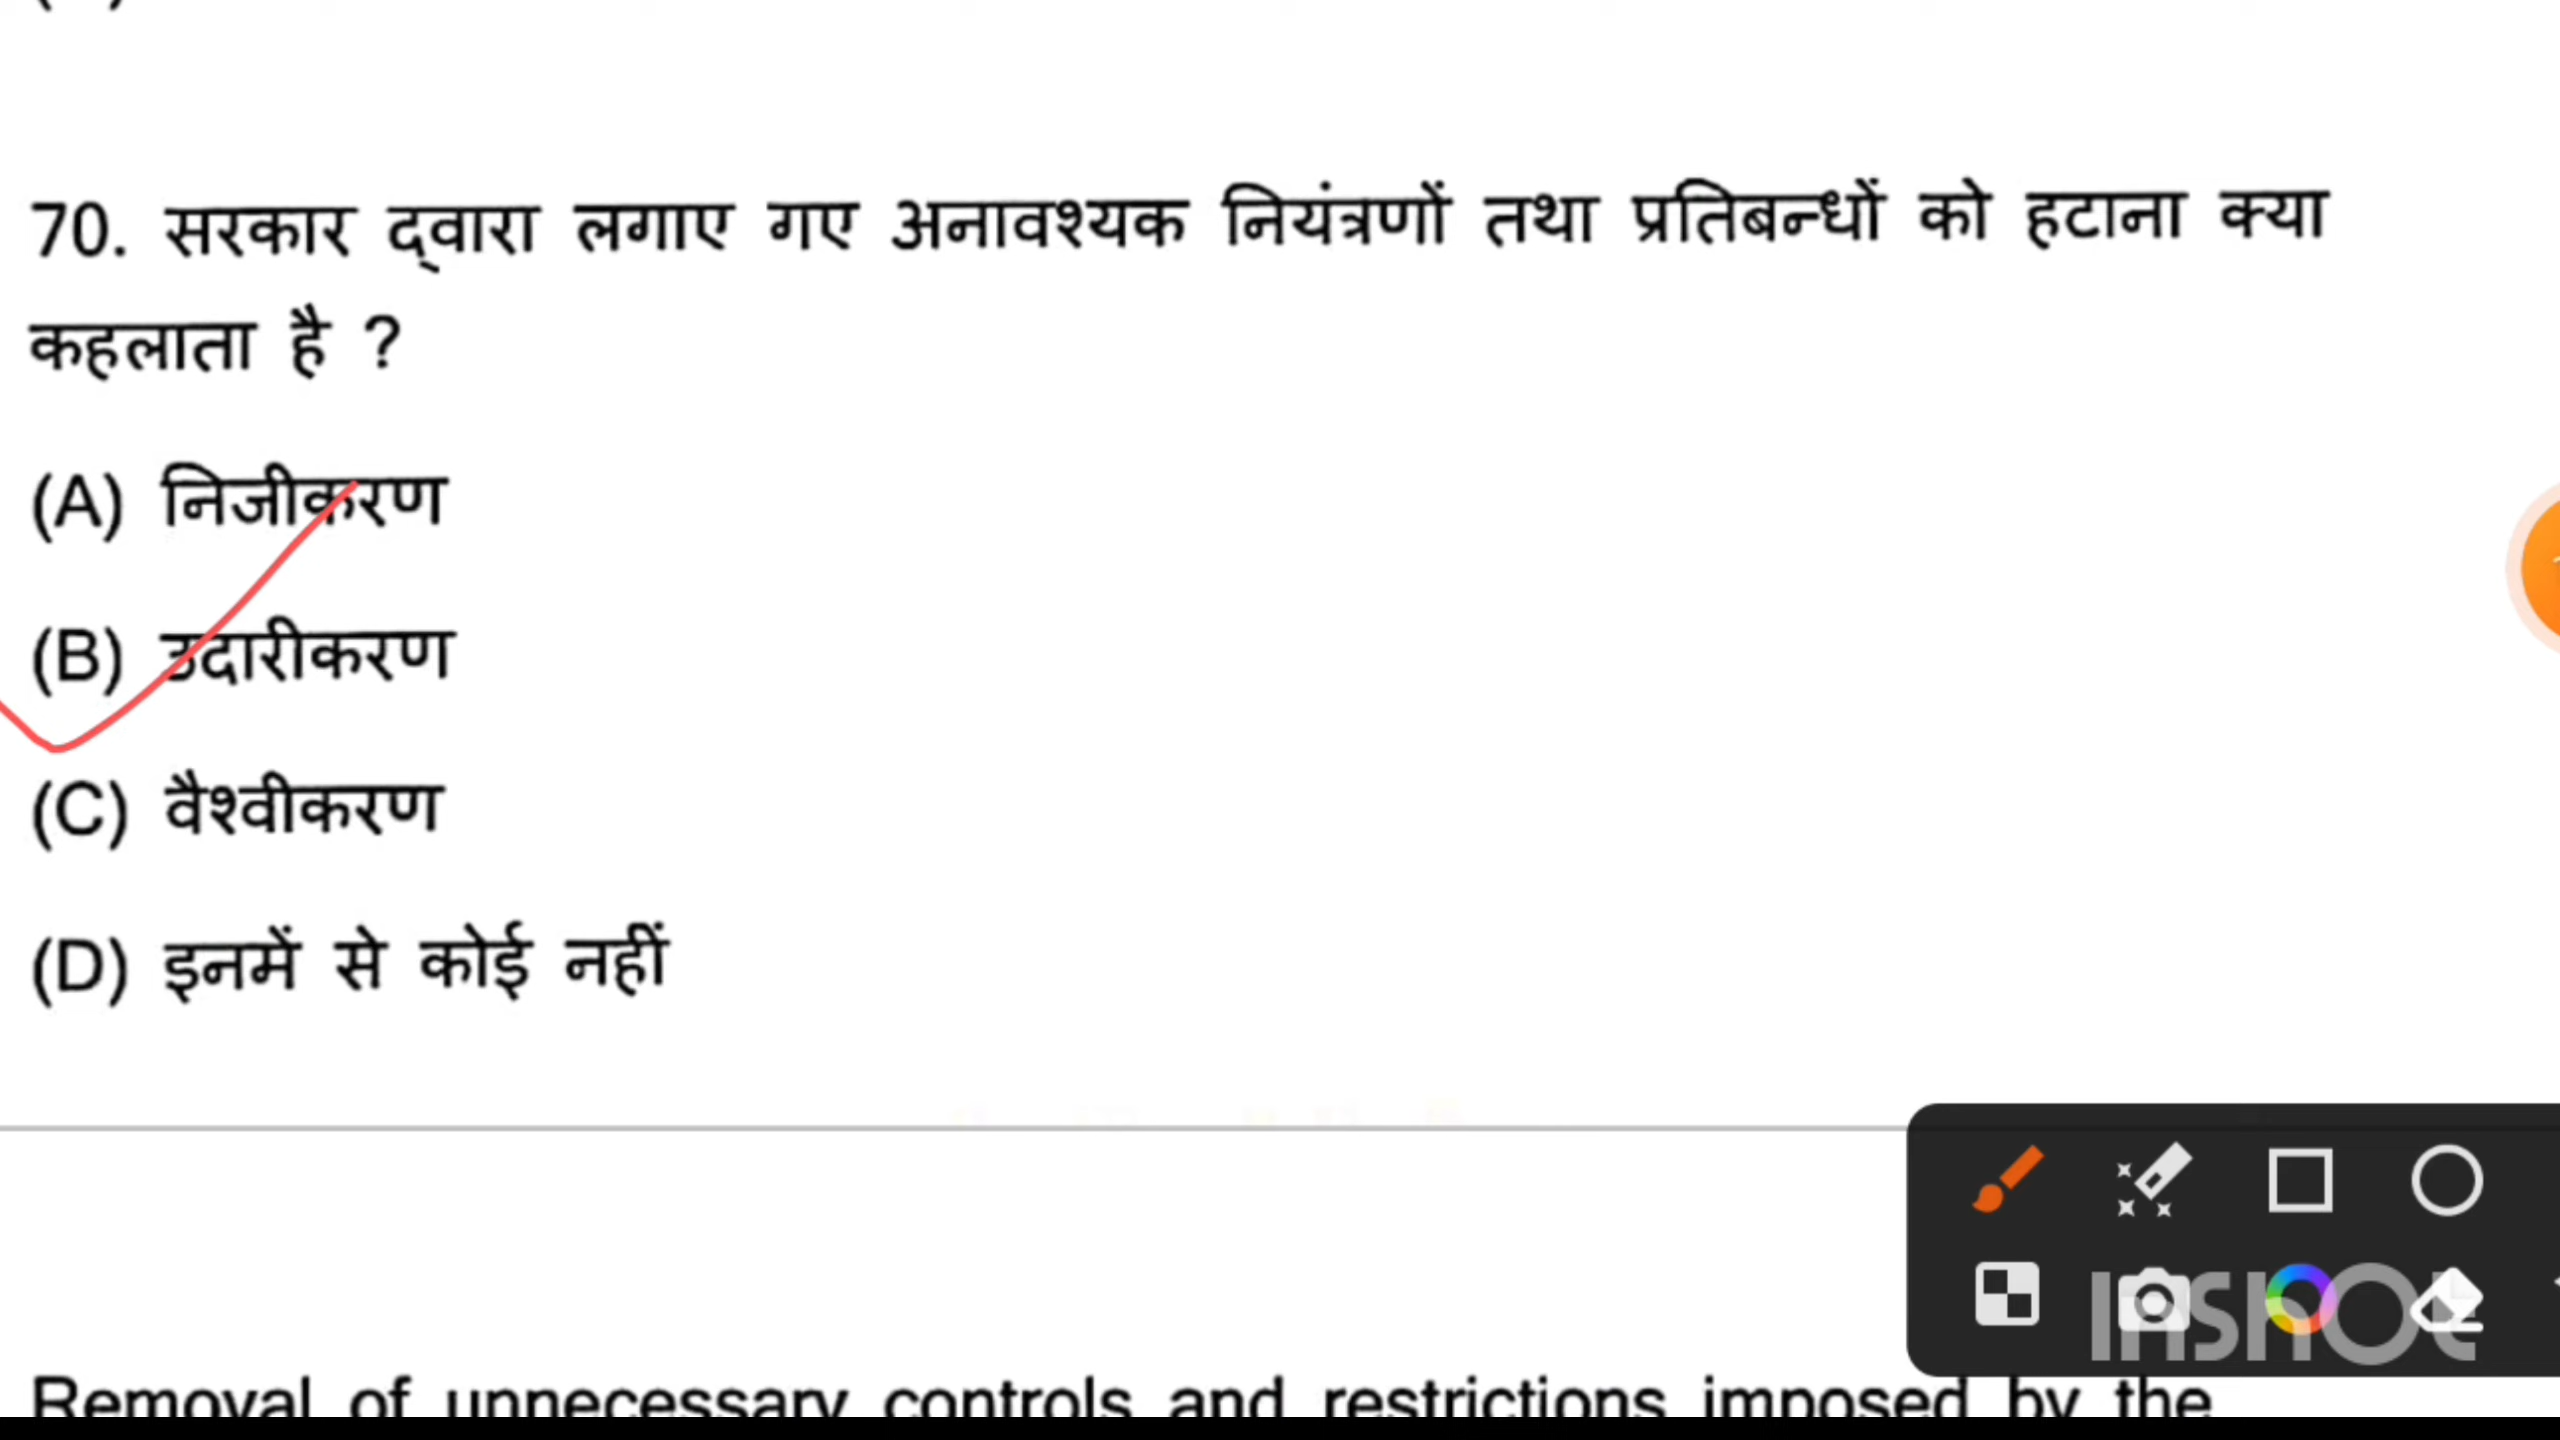 70. सरकार द्वारा लगाए गए अनावश्यक नियंत्रणों तथा प्रतिबन्धों को हटाना क्या
कहलाता है ?
(A) निजीकरण
(B) उदारीकरण
(C) वैश्वीकरण
(D) इनमें से कोई नहीं
INSHOT
Removal of unnecessary controls and restrictions imposed by the